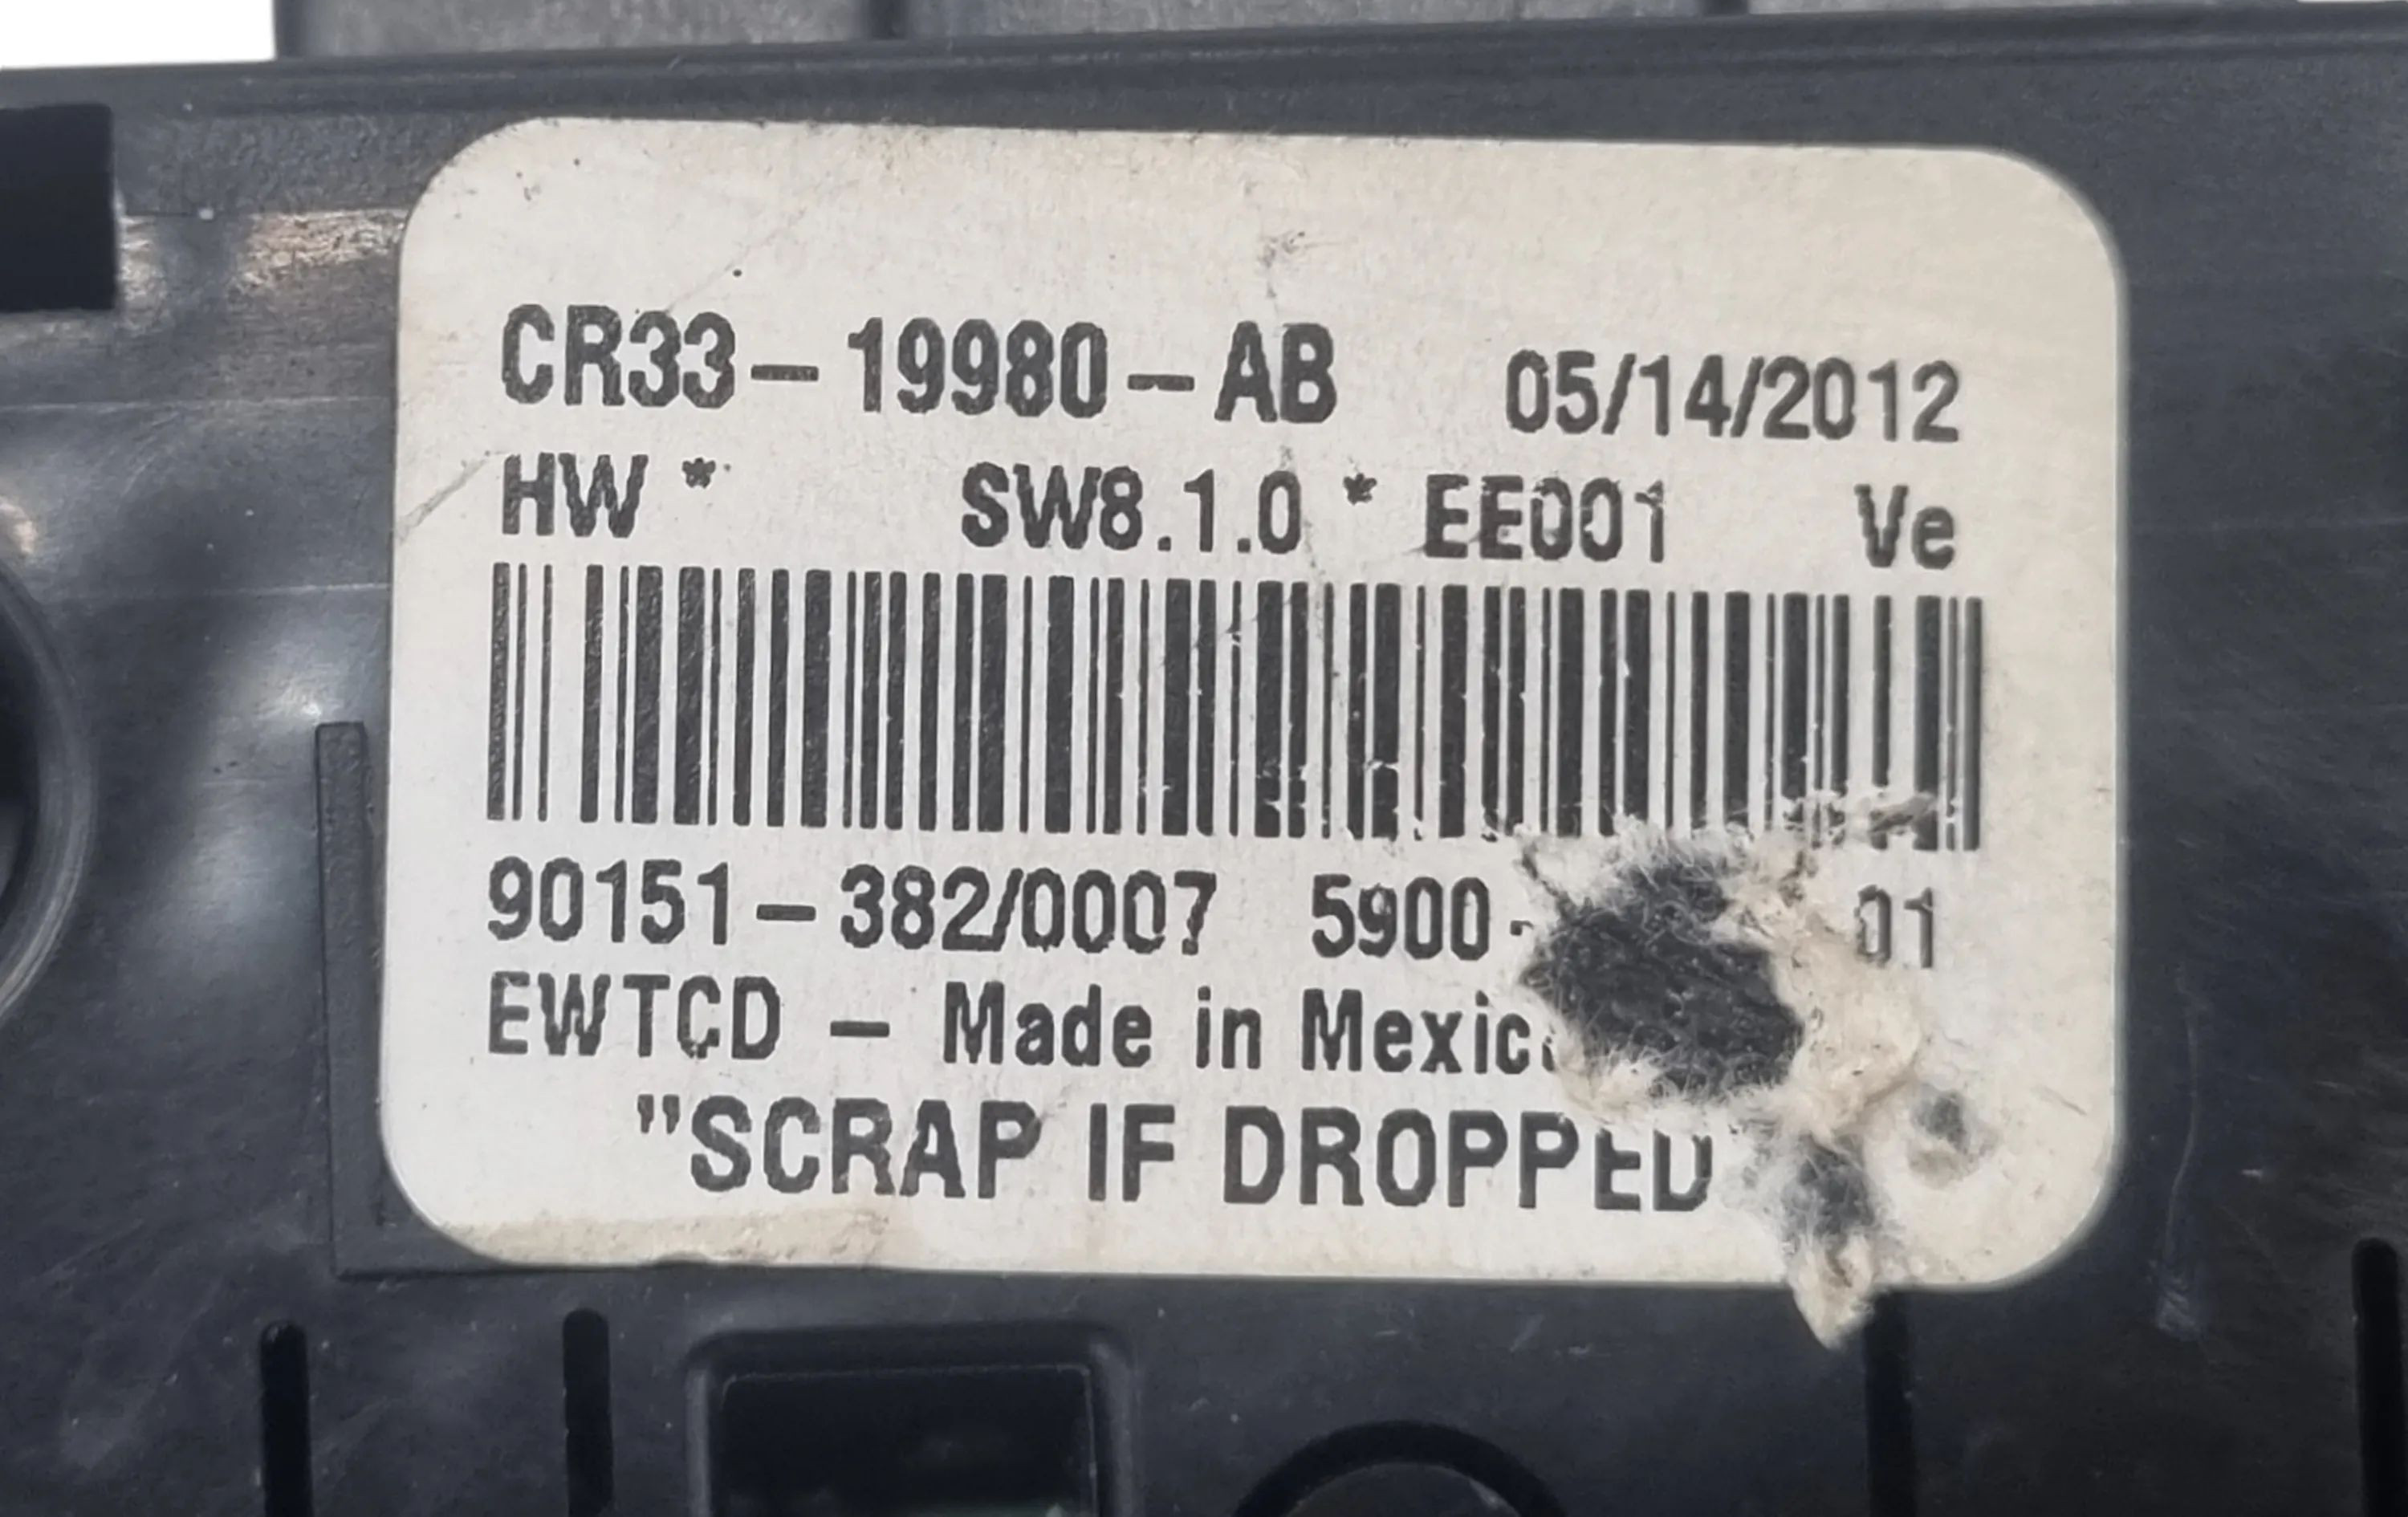 CR33-19980-AB 05/14/2012
HW * SW8.1.0 * EE001 Ve
90151-382/0007 5900- 01
EWTCD - Made in
"SCRAP IF DROPPED